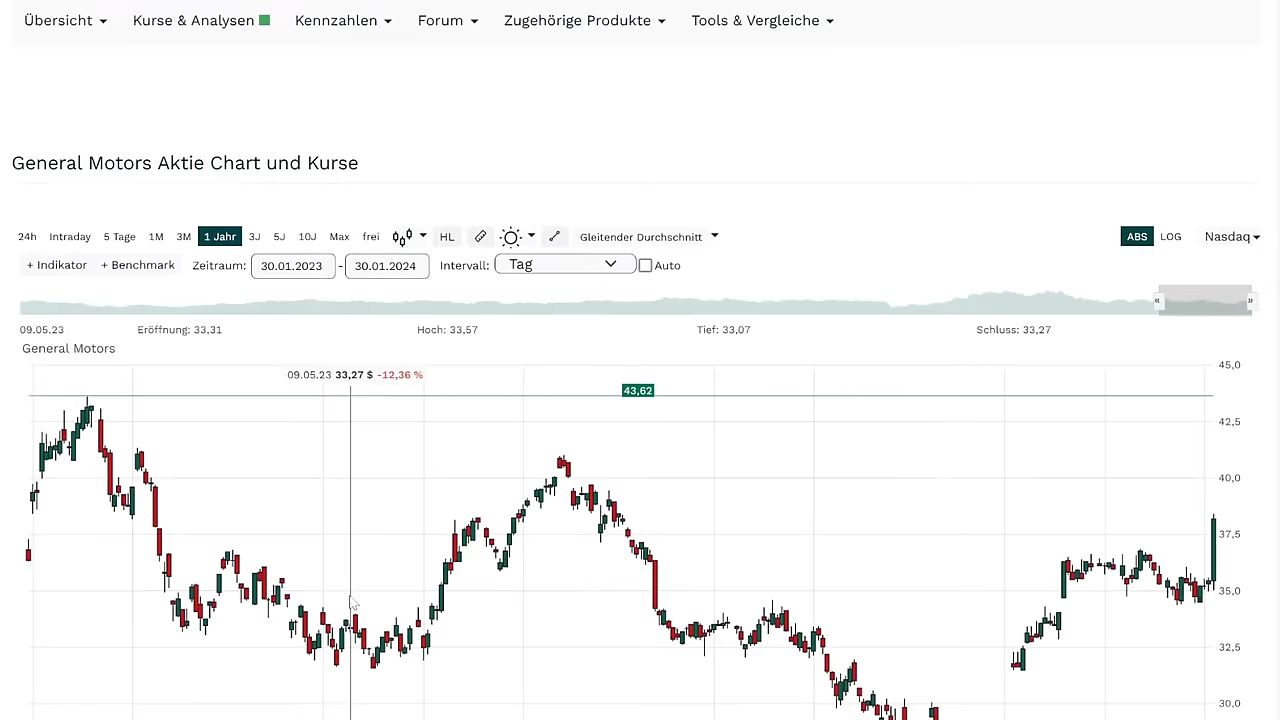 Übersicht Kurse & Analysen Kennzahlen Forum Zugehörige Produkte Tools & Vergleiche
General Motors Aktie Chart und Kurse
24h Intraday 5 Tage 1M 3M 1 Jahr 3J 5J 10J Max frei HL Gleitender Durchschnitt ABS LOG Nasdaq
+ Indikator + Benchmark Zeitraum: 30.01.2023 - 30.01.2024 Intervall: Tag Auto
« »
09.05.23 Eröffnung: 33,31 Hoch: 33,57 Tief: 33,07 Schluss: 33,27
General Motors
45,0
09.05.23 33,27 $ -12,36 %
43,62
42,5
40,0
37,5
35,0
32,5
30,0